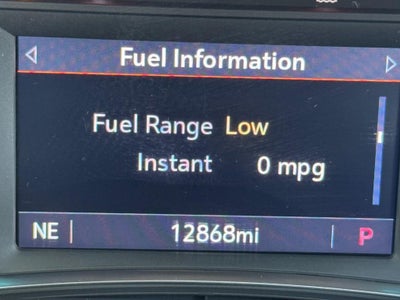 Fuel Information
Fuel Range Low
Instant 0 mpg
NE 12868mi P